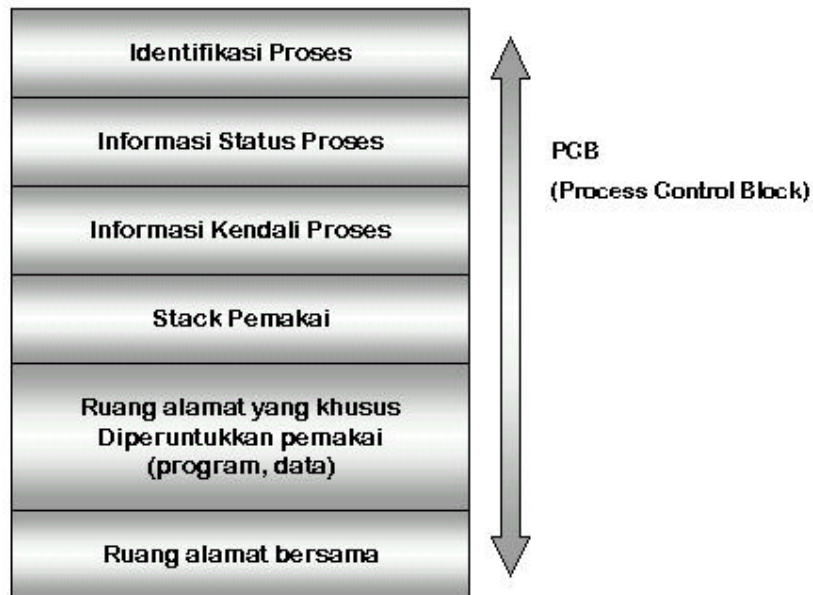 Identifikasi Proses
Informasi Status Proses
Informasi Kendali Proses
Stack Pemakai
Ruang alamat yang khusus
Diperuntukkan pemakai
(program, data)
Ruang alamat bersama
PCB
(Process Control Block)